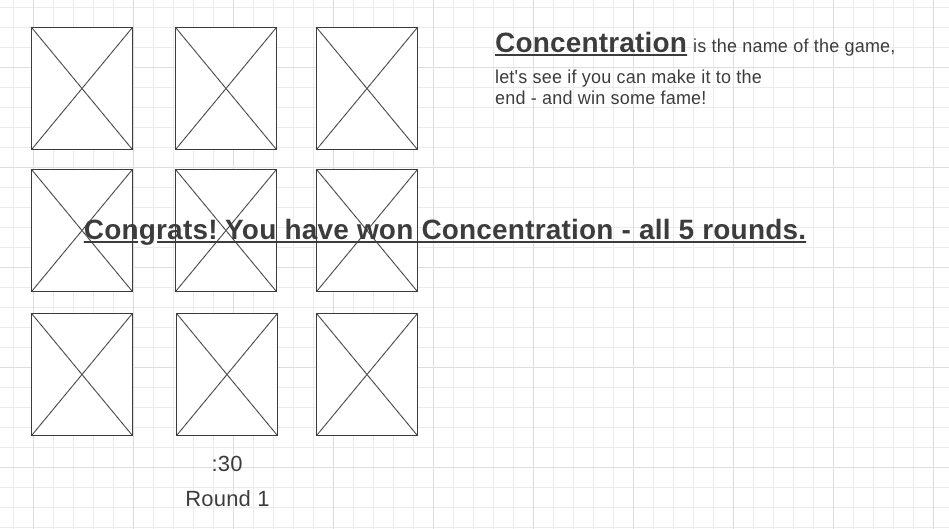 Concentration is the name of the game,
let's see if you can make it to the
end - and win some fame!
Congrats! You have won Concentration - all 5 rounds.
:30
Round 1